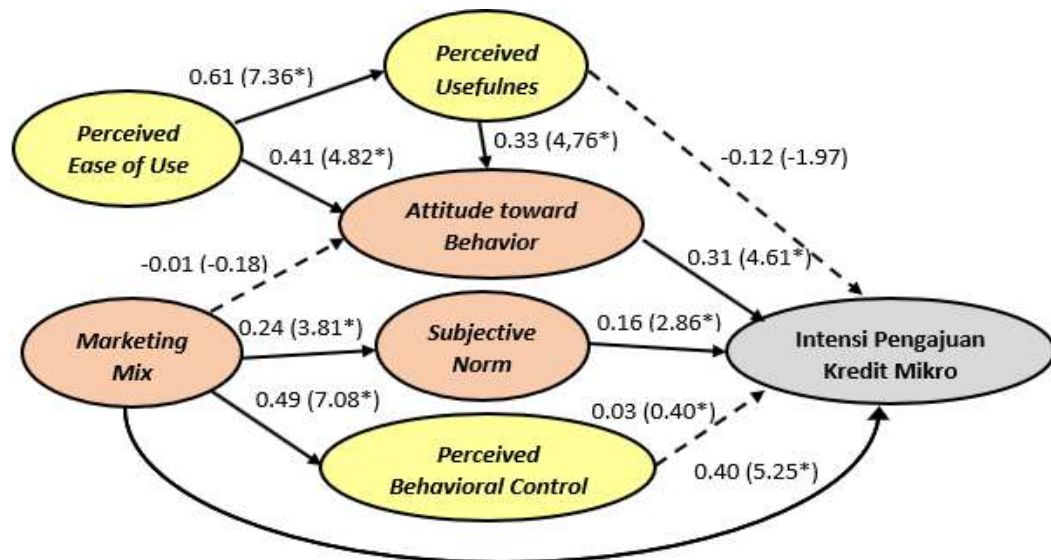 Perceived
Usefulnes
0.61 (7.36*)
Perceived
Ease of Use
0.33 (4,76*)
0.41 (4.82*)
-0.12 (-1.97)
Attitude toward
Behavior
-0.01 (-0.18)
0.31 (4.61*)
Marketing
Mix
0.24 (3.81*)
Subjective
Norm
0.16 (2.86*)
Intensi Pengajuan
Kredit Mikro
0.49 (7.08*)
0.03 (0.40*)
Perceived
Behavioral Control
0.40 (5.25*)